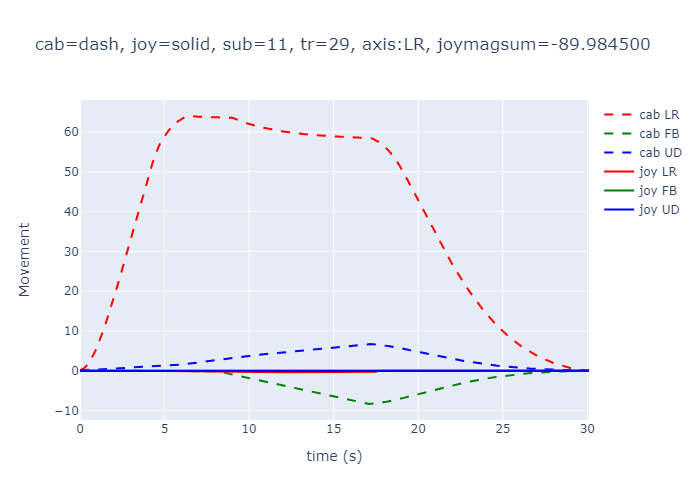 cab=dash, joy=solid, sub=11, tr=29, axis:LR, joymagsum=-89.984500
cab LR
cab FB
cab UD
joy LR
joy FB
joy UD
Movement
60
50
40
30
20
10
0
−10
0
5
10
15
20
25
30
time (s)